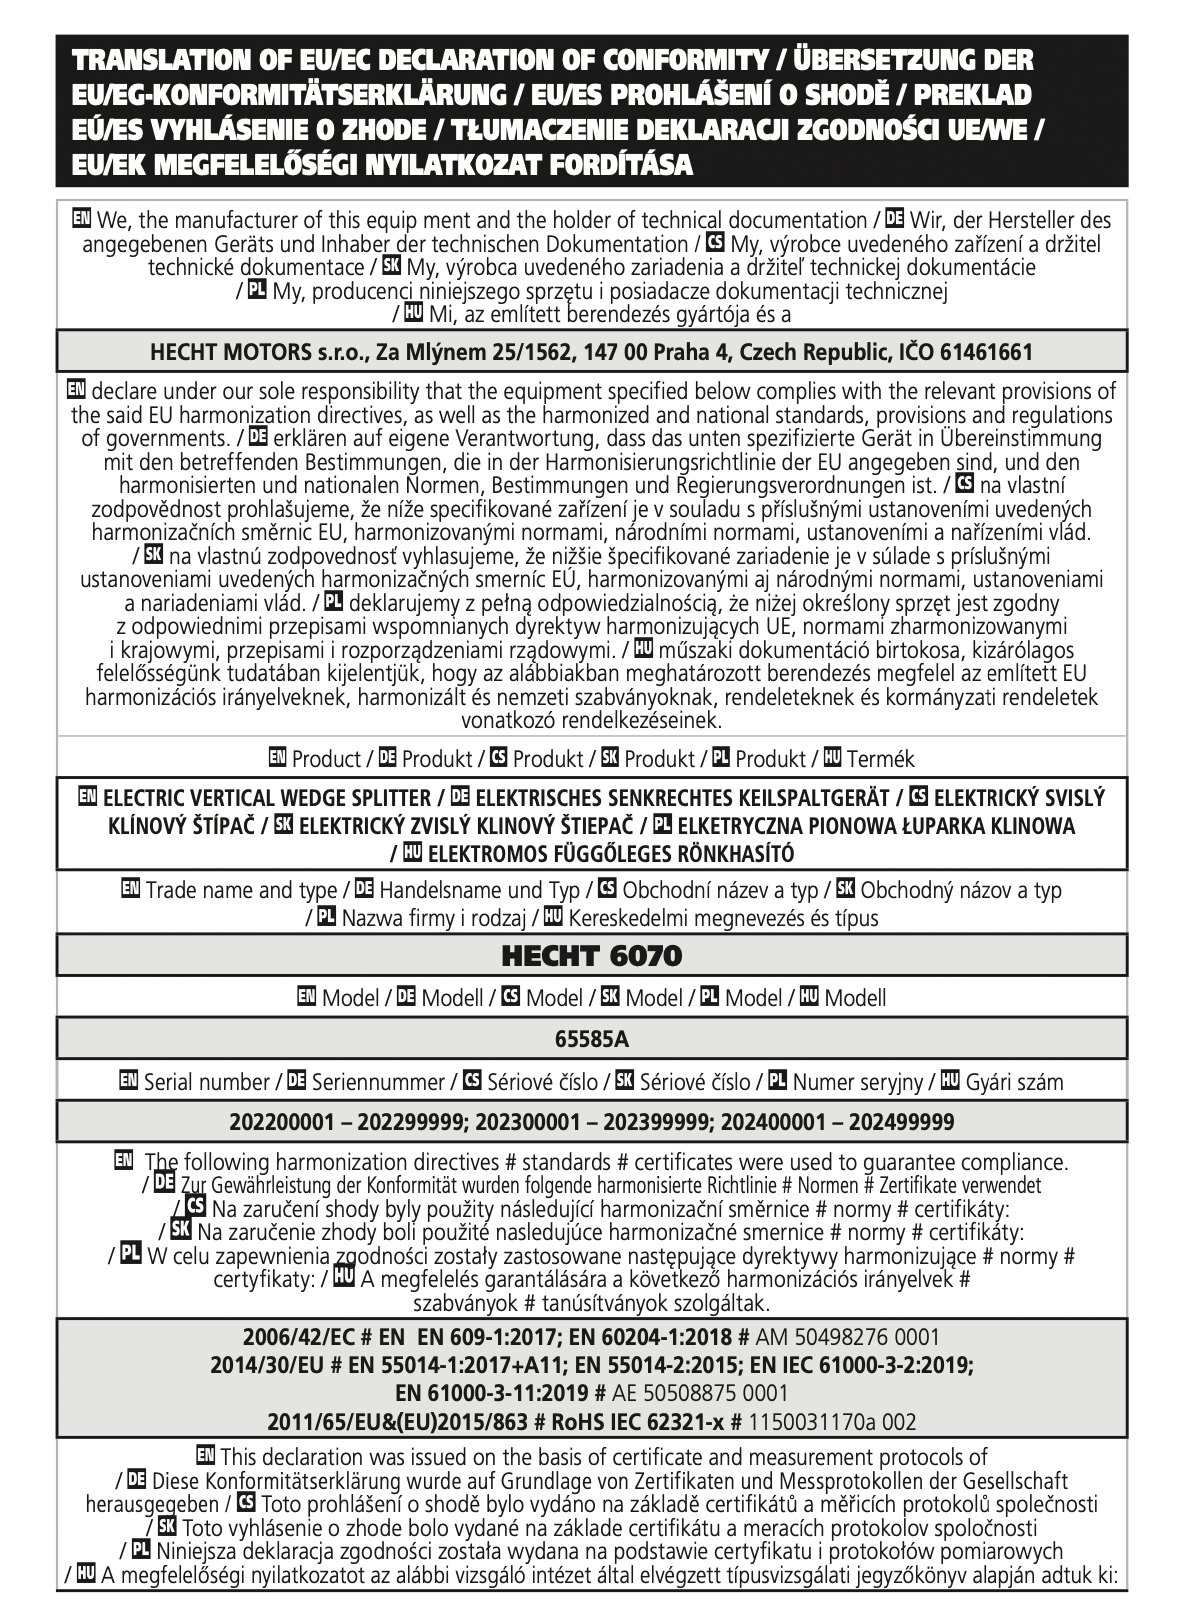 TRANSLATION OF EU/EC DECLARATION OF CONFORMITY / ÜBERSETZUNG DER
EU/EG-KONFORMITÄTSERKLÄRUNG / EU/ES PROHLÁŠENÍ O SHODĚ / PREKLAD
EÚ/ES VYHLÁSENIE O ZHODE / TŁUMACZENIE DEKLARACJI ZGODNOŚCI UE/WE /
EU/EK MEGFELELŐSÉGI NYILATKOZAT FORDÍTÁSA
EN We, the manufacturer of this equip ment and the holder of technical documentation / DE Wir, der Hersteller des
angegebenen Geräts und Inhaber der technischen Dokumentation / CS My, výrobce uvedeného zařízení a držitel
technické dokumentace / SK My, výrobca uvedeného zariadenia a držiteľ technickej dokumentácie
/ PL My, producenci niniejszego sprzętu i posiadacze dokumentacji technicznej
/ HU Mi, az említett berendezés gyártója és a
HECHT MOTORS s.r.o., Za Mlýnem 25/1562, 147 00 Praha 4, Czech Republic, IČO 61461661
EN declare under our sole responsibility that the equipment specified below complies with the relevant provisions of
the said EU harmonization directives, as well as the harmonized and national standards, provisions and regulations
of governments. / DE erklären auf eigene Verantwortung, dass das unten spezifizierte Gerät in Übereinstimmung
mit den betreffenden Bestimmungen, die in der Harmonisierungsrichtlinie der EU angegeben sind, und den
harmonisierten und nationalen Normen, Bestimmungen und Regierungsverordnungen ist. / CS na vlastní
zodpovědnost prohlašujeme, že níže specifikované zařízení je v souladu s příslušnými ustanoveními uvedených
harmonizačních směrnic EU, harmonizovanými normami, národními normami, ustanoveními a nařízeními vlád.
/ SK na vlastnú zodpovednosť vyhlasujeme, že nižšie špecifikované zariadenie je v súlade s príslušnými
ustanoveniami uvedených harmonizačných smerníc EÚ, harmonizovanými aj národnými normami, ustanoveniami
a nariadeniami vlád. / PL deklarujemy z pełną odpowiedzialnością, że niżej określony sprzęt jest zgodny
z odpowiednimi przepisami wspomnianych dyrektyw harmonizujących UE, normami zharmonizowanymi
i krajowymi, przepisami i rozporządzeniami rządowymi. / HU műszaki dokumentáció birtokosa, kizárólagos
felelősségünk tudatában kijelentjük, hogy az alábbiakban meghatározott berendezés megfelel az említett EU
harmonizációs irányelveknek, harmonizált és nemzeti szabványoknak, rendeleteknek és kormányzati rendeletek
vonatkozó rendelkezéseinek.
EN Product / DE Produkt / CS Produkt / SK Produkt / PL Produkt / HU Termék
EN ELECTRIC VERTICAL WEDGE SPLITTER / DE ELEKTRISCHES SENKRECHTES KEILSPALTGERÄT / CS ELEKTRICKÝ SVISLÝ
KLÍNOVÝ ŠTÍPAČ / SK ELEKTRICKÝ ZVISLÝ KLINOVÝ ŠTIEPAČ / PL ELKETRYCZNA PIONOWA ŁUPARKA KLINOWA
/ HU ELEKTROMOS FÜGGŐLEGES RÖNKHASÍTÓ
EN Trade name and type / DE Handelsname und Typ / CS Obchodní název a typ / SK Obchodný názov a typ
/ PL Nazwa firmy i rodzaj / HU Kereskedelmi megnevezés és típus
HECHT 6070
EN Model / DE Modell / CS Model / SK Model / PL Model / HU Modell
65585A
EN Serial number / DE Seriennummer / CS Sériové číslo / SK Sériové číslo / PL Numer seryjny / HU Gyári szám
202200001 – 202299999; 202300001 – 202399999; 202400001 – 202499999
EN The following harmonization directives # standards # certificates were used to guarantee compliance.
/ DE Zur Gewährleistung der Konformität wurden folgende harmonisierte Richtlinie # Normen # Zertifikate verwendet
/ CS Na zaručení shody byly použity následující harmonizační směrnice # normy # certifikáty:
/ SK Na zaručenie zhody boli použité nasledujúce harmonizačné smernice # normy # certifikáty:
/ PL W celu zapewnienia zgodności zostały zastosowane następujące dyrektywy harmonizujące # normy #
certyfikaty: / HU A megfelelés garantálására a következő harmonizációs irányelvek #
szabványok # tanúsítványok szolgáltak.
2006/42/EC # EN EN 609-1:2017; EN 60204-1:2018 # AM 50498276 0001
2014/30/EU # EN 55014-1:2017+A11; EN 55014-2:2015; EN IEC 61000-3-2:2019;
EN 61000-3-11:2019 # AE 50508875 0001
2011/65/EU&(EU)2015/863 # RoHS IEC 62321-x # 1150031170a 002
EN This declaration was issued on the basis of certificate and measurement protocols of
/ DE Diese Konformitätserklärung wurde auf Grundlage von Zertifikaten und Messprotokollen der Gesellschaft
herausgegeben / CS Toto prohlášení o shodě bylo vydáno na základě certifikátů a měřicích protokolů společnosti
/ SK Toto vyhlásenie o zhode bolo vydané na základe certifikátu a meracích protokolov spoločnosti
/ PL Niniejsza deklaracja zgodności została wydana na podstawie certyfikatu i protokołów pomiarowych
/ HU A megfelelőségi nyilatkozatot az alábbi vizsgáló intézet által elvégzett típusvizsgálati jegyzőkönyv alapján adtuk ki: